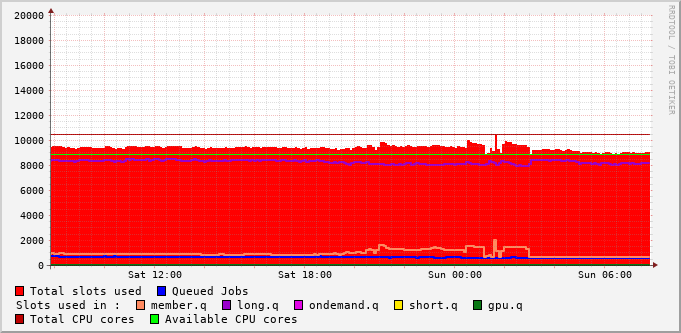 20000
18000
16000
14000
12000
10000
8000
6000
4000
2000
0
Sat 12:00 Sat 18:00 Sun 00:00 Sun 06:00
Total slots used Queued Jobs
Slots used in : member.q long.q ondemand.q short.q gpu.q
Total CPU cores Available CPU cores
RRDTOOL / TOBI OETIKER